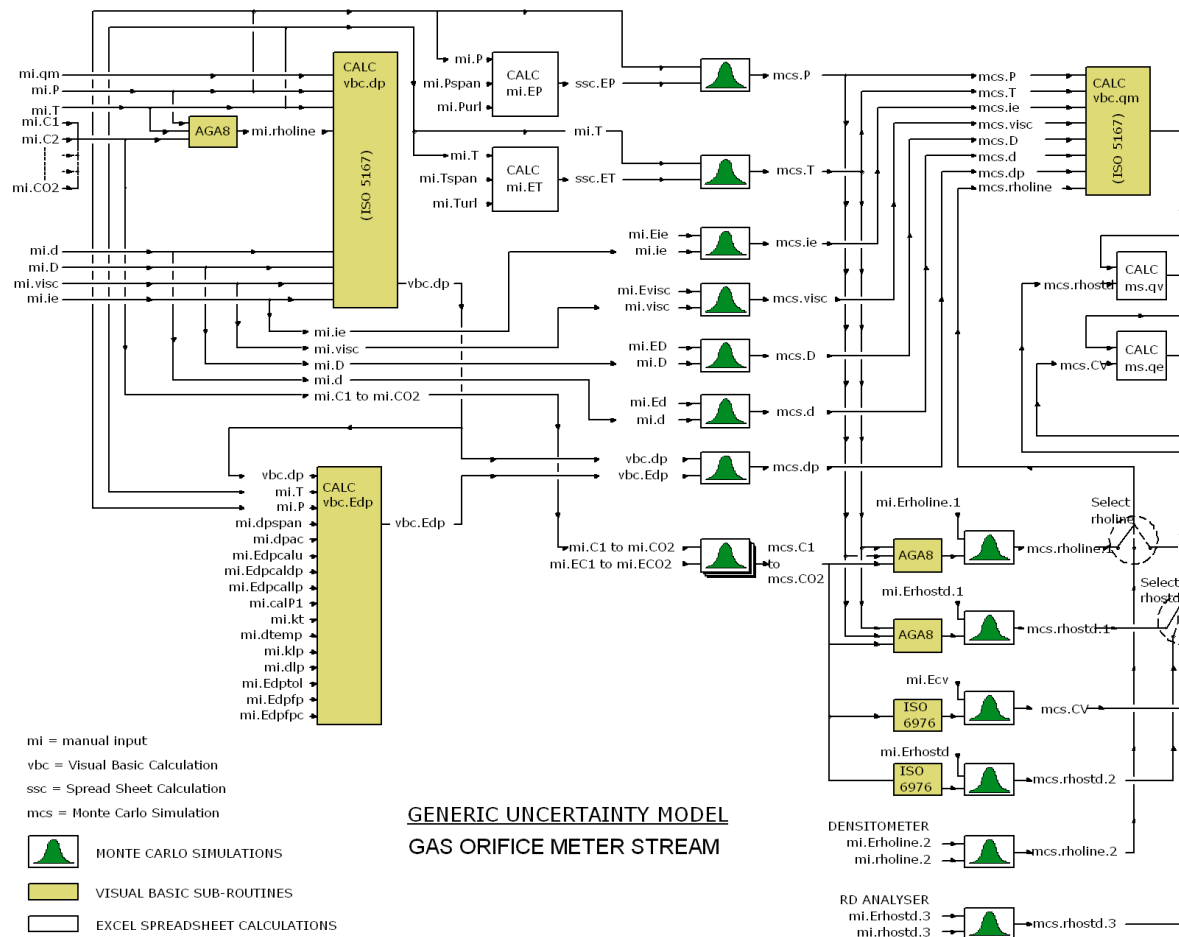 mi.qm
mi.P
mi.T
mi.C1
mi.C2
mi.CO2
AGA8
mi.rholine
CALC
vbc.dp
(ISO 5167)
mi.d
mi.D
mi.visc
mi.ie
vbc.dp
mi.ie
mi.visc
mi.D
mi.d
mi.C1 to mi.CO2
mi.P
mi.Pspan
mi.Purl
CALC
mi.EP
ssc.EP
mcs.P
mi.T
mi.T
mi.Tspan
mi.Turl
CALC
mi.ET
ssc.ET
mcs.T
mi.Eie
mi.ie
mcs.ie
mi.Evisc
mi.visc
mcs.visc
mi.ED
mi.D
mcs.D
mi.Ed
mi.d
mcs.d
vbc.dp
vbc.Edp
mcs.dp
mi.C1 to mi.CO2
mi.EC1 to mi.ECO2
mcs.C1
to
mcs.CO2
mcs.P
mcs.T
mcs.ie
mcs.visc
mcs.D
mcs.d
mcs.dp
mcs.rholine
CALC
vbc.qm
(ISO 5167)
mcs.rhostd
CALC
ms.qv
mcs.CV
CALC
ms.qe
vbc.dp
mi.T
mi.P
mi.dpspan
mi.dpac
mi.Edpcalu
mi.Edpcaldp
mi.Edpcallp
mi.calP1
mi.kt
mi.dtemp
mi.klp
mi.dlp
mi.Edptol
mi.Edpfp
mi.Edpfpc
CALC
vbc.Edp
vbc.Edp
mi.Erholine.1
AGA8
mcs.rholine.1
Select
rholine
mi.Erhostd.1
AGA8
mcs.rhostd.1
Select
rhostd
mi.Ecv
ISO
6976
mcs.CV
mi.Erhostd
ISO
6976
mcs.rhostd.2
DENSITOMETER
mi.Erholine.2
mi.rholine.2
mcs.rholine.2
RD ANALYSER
mi.Erhostd.3
mi.rhostd.3
mcs.rhostd.3
mi = manual input
vbc = Visual Basic Calculation
ssc = Spread Sheet Calculation
mcs = Monte Carlo Simulation
MONTE CARLO SIMULATIONS
VISUAL BASIC SUB-ROUTINES
EXCEL SPREADSHEET CALCULATIONS
GENERIC UNCERTAINTY MODEL
GAS ORIFICE METER STREAM